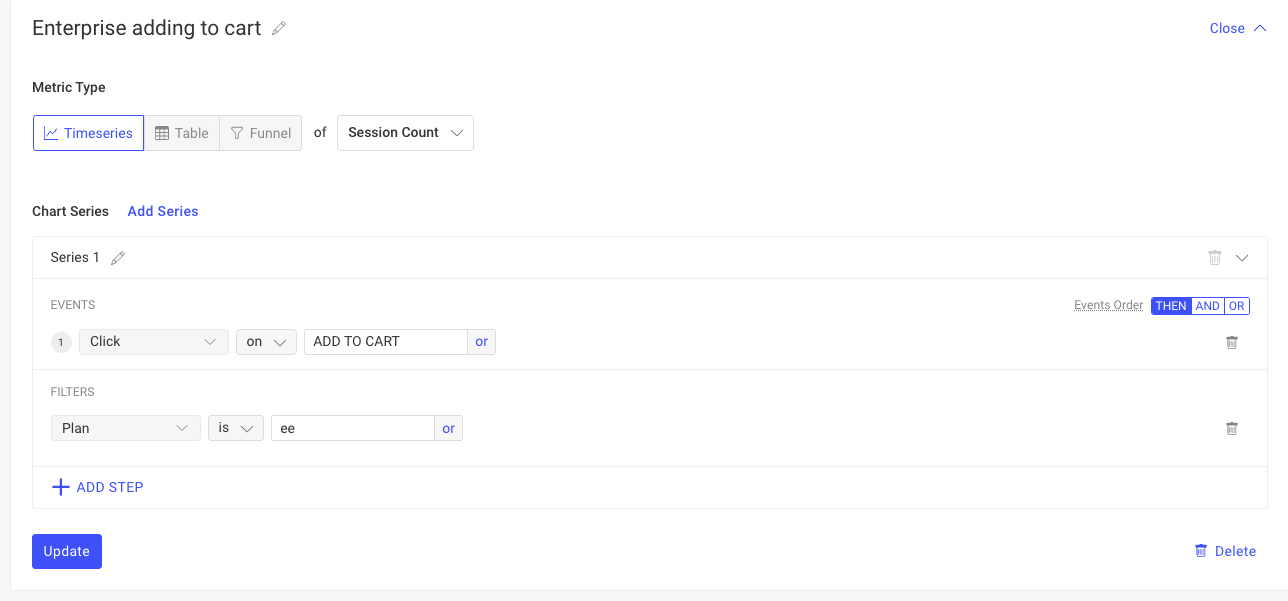 Enterprise adding to cart
Close
Metric Type
Timeseries Table Funnel of Session Count
Chart Series Add Series
Series 1
EVENTS
Events Order THEN AND OR
1 Click on ADD TO CART or
FILTERS
Plan is ee or
ADD STEP
Update
Delete